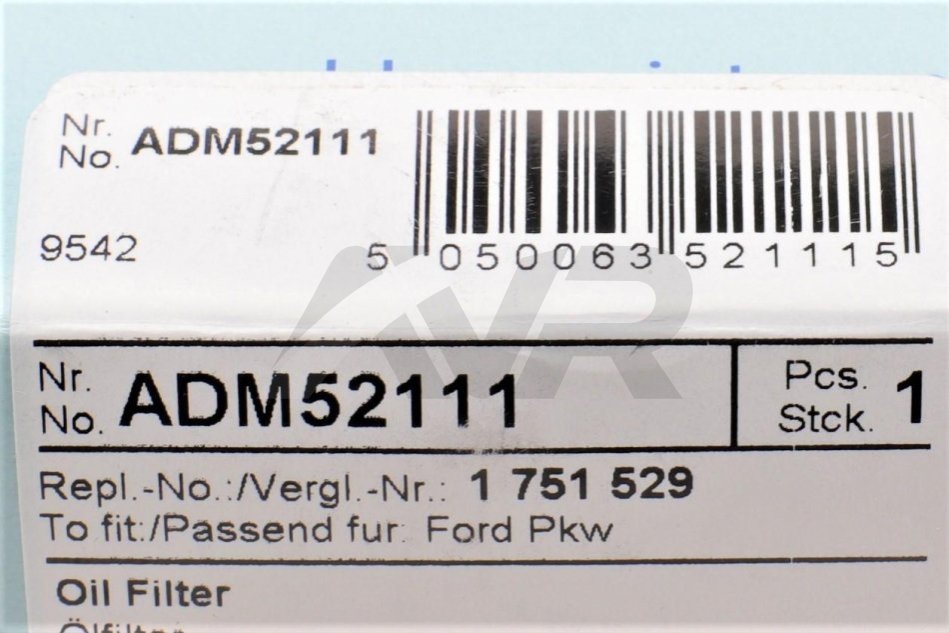 Nr. ADM52111
No.
9542
5 050063 521115
Nr. ADM52111
No.
Pcs. 1
Stck.
Repl.-No.:/Vergl.-Nr.: 1 751 529
To fit:/Passend fur: Ford Pkw
Oil Filter
Ölfilter